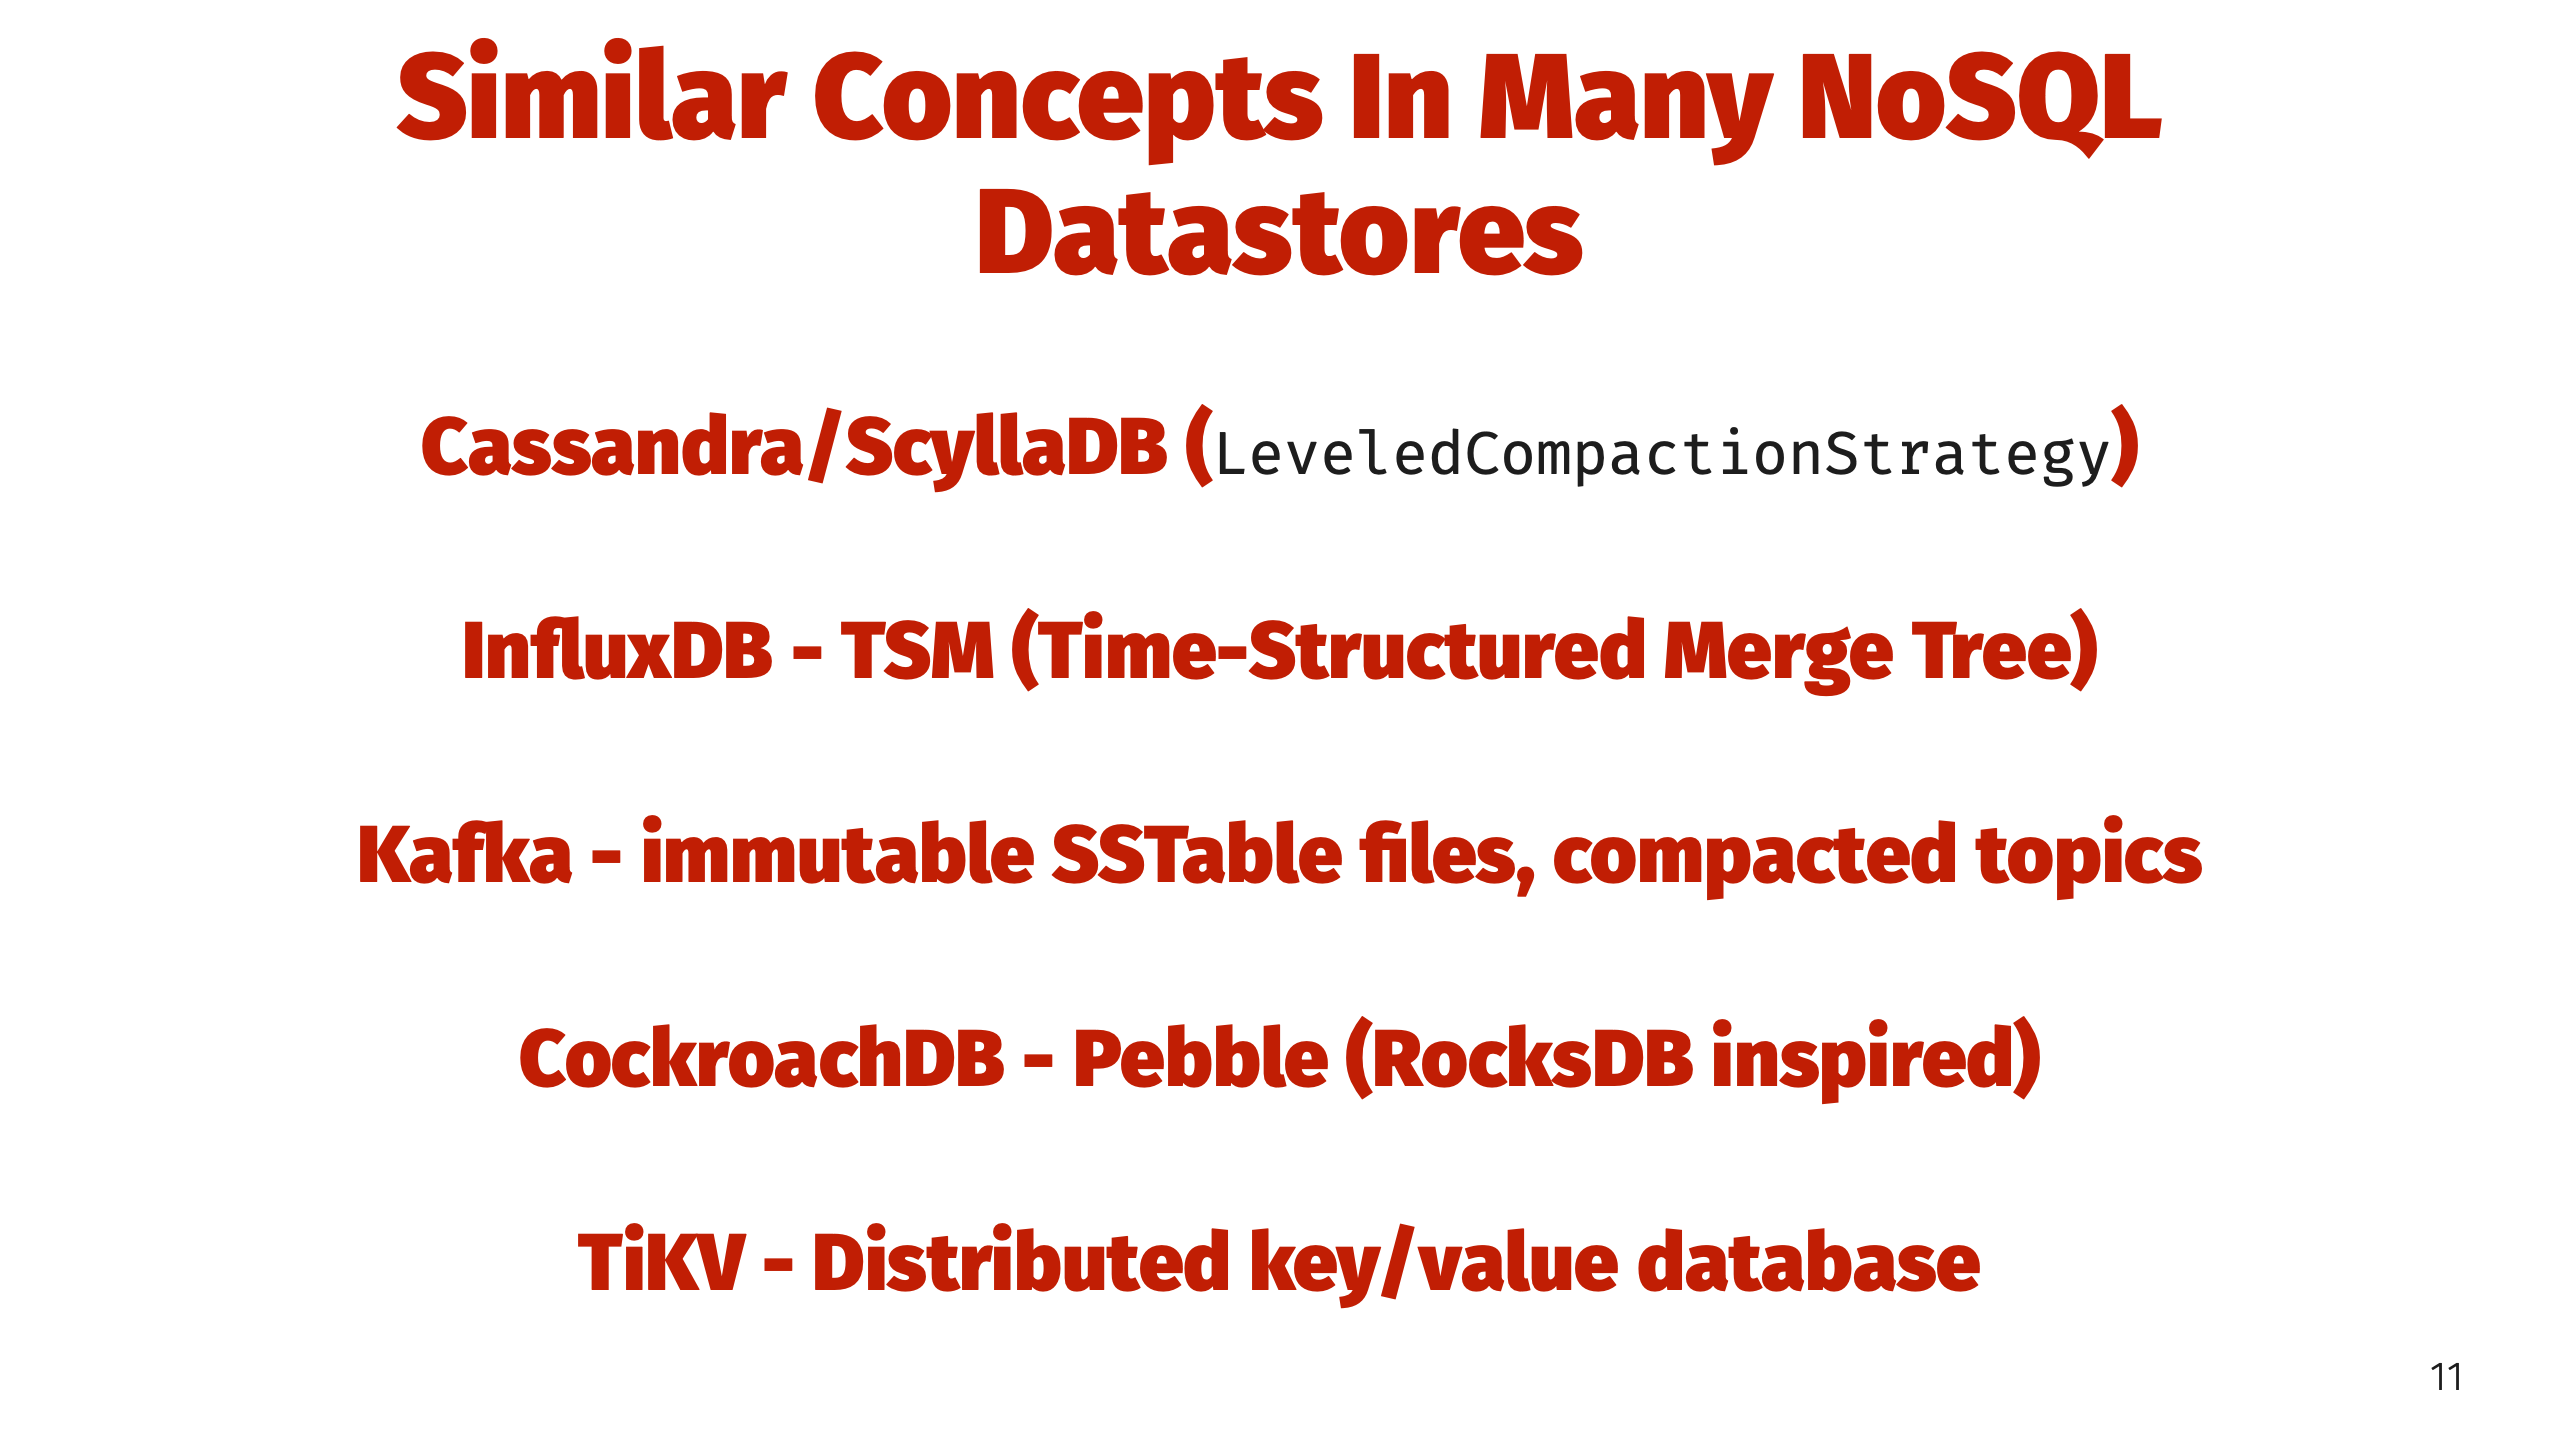 Similar Concepts In Many NoSQL
Datastores
Cassandra/ScyllaDB (LeveledCompactionStrategy)
InfluxDB - TSM (Time-Structured Merge Tree)
Kafka - immutable SSTable files, compacted topics
CockroachDB - Pebble (RocksDB inspired)
TiKV - Distributed key/value database
11